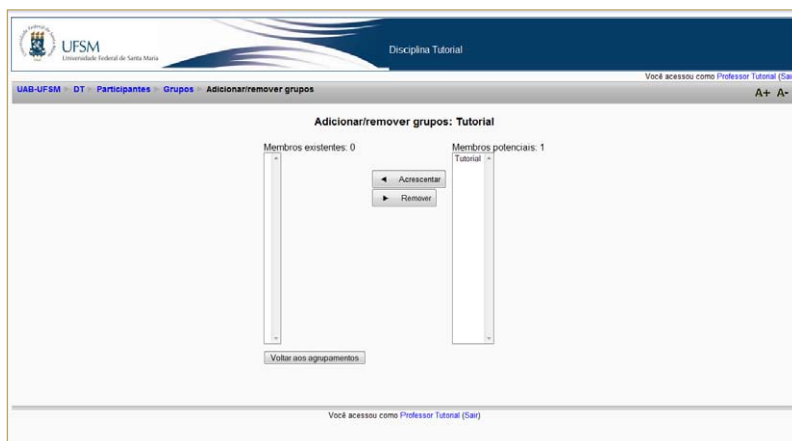 UFSM
Universidade Federal de Santa Maria
Disciplina Tutorial
Você acessou como Professor Tutorial (Sai
UAB-UFSM ► DT ► Participantes ► Grupos ► Adicionar/remover grupos
A+ A-
Adicionar/remover grupos: Tutorial
Membros existentes: 0
Membros potenciais: 1
Tutorial
◄ Acrescentar
► Remover
Voltar aos agrupamentos
Você acessou como Professor Tutorial (Sair)